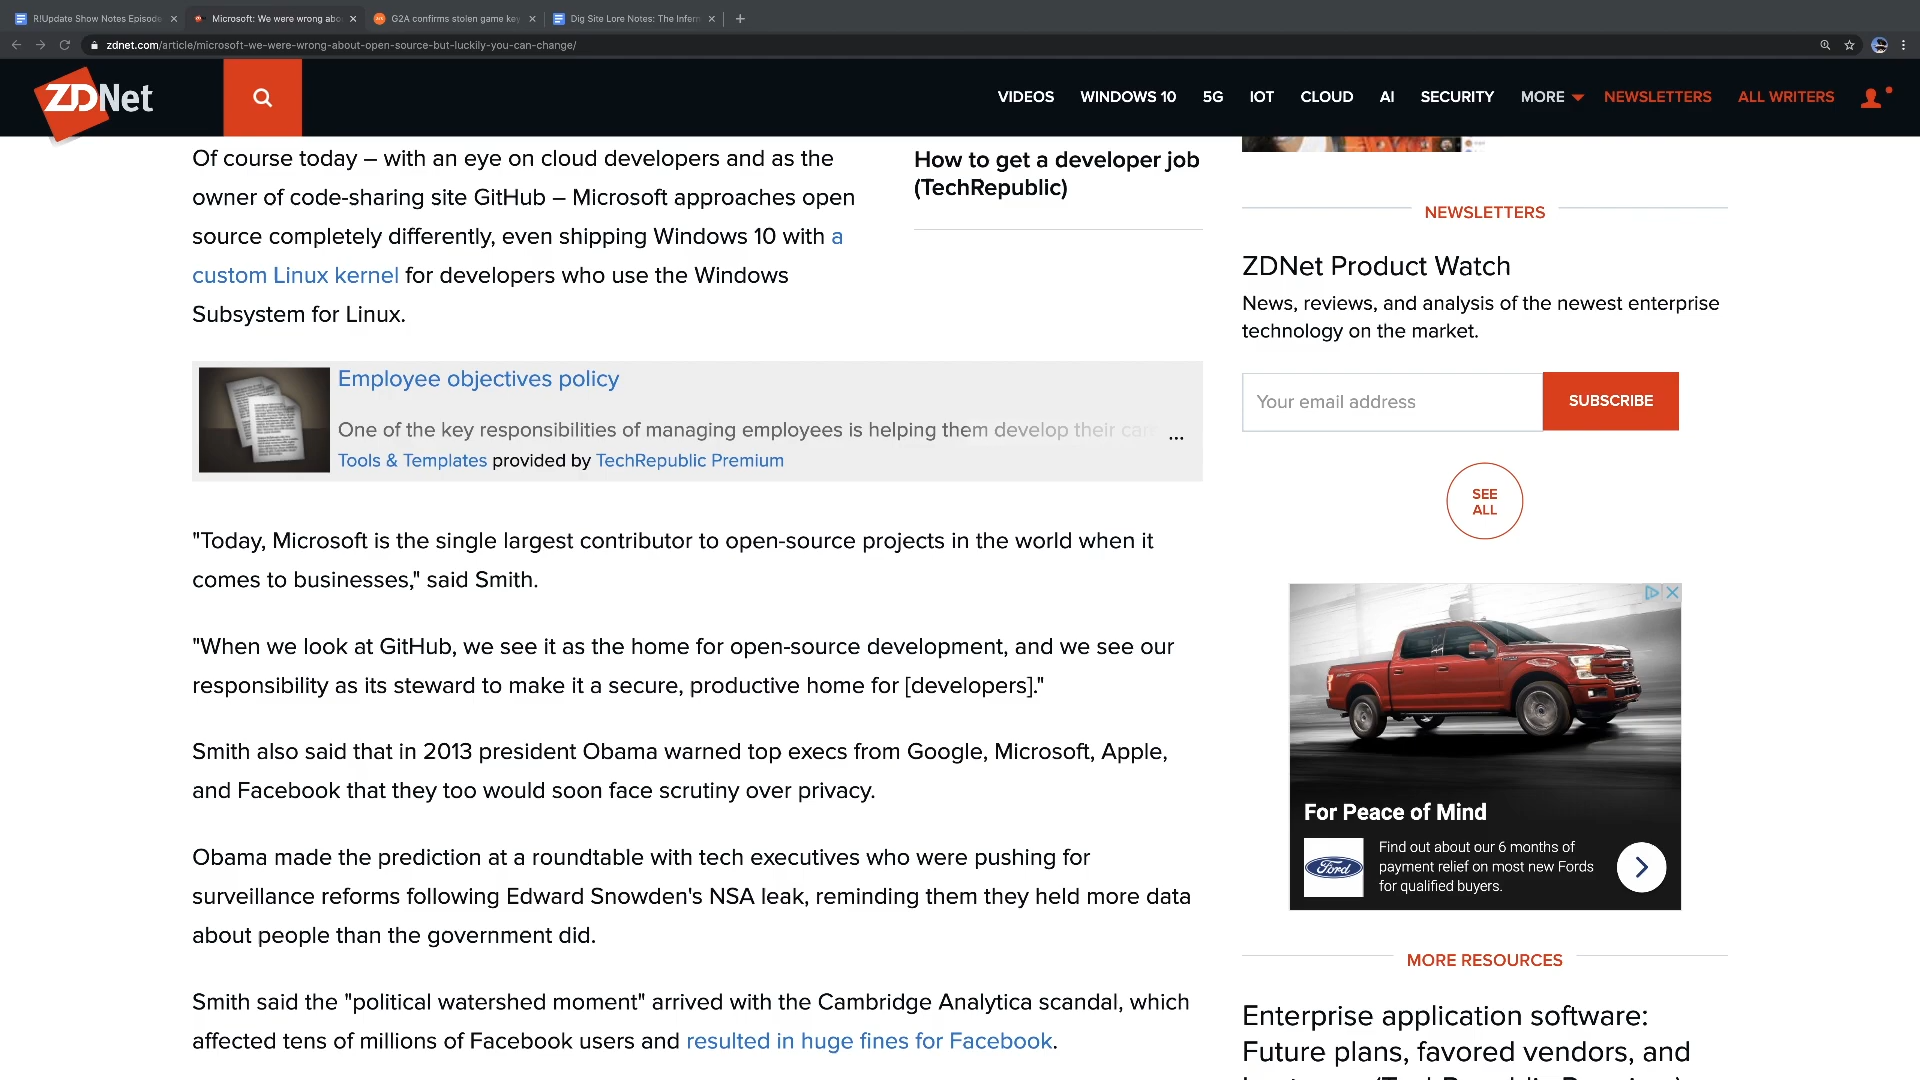 R!Update Show Notes Episode
Microsoft: We were wrong abo
G2A confirms stolen game key
Dig Site Lore Notes: The Infern
zdnet.com/article/microsoft-we-were-wrong-about-open-source-but-luckily-you-can-change/
ZDNet
VIDEOS WINDOWS 10 5G IOT CLOUD AI SECURITY MORE NEWSLETTERS ALL WRITERS
Of course today – with an eye on cloud developers and as the
owner of code-sharing site GitHub – Microsoft approaches open
source completely differently, even shipping Windows 10 with a
custom Linux kernel for developers who use the Windows
Subsystem for Linux.
How to get a developer job
(TechRepublic)
Employee objectives policy
One of the key responsibilities of managing employees is helping them develop their car ...
Tools & Templates provided by TechRepublic Premium
"Today, Microsoft is the single largest contributor to open-source projects in the world when it
comes to businesses," said Smith.
"When we look at GitHub, we see it as the home for open-source development, and we see our
responsibility as its steward to make it a secure, productive home for [developers]."
Smith also said that in 2013 president Obama warned top execs from Google, Microsoft, Apple,
and Facebook that they too would soon face scrutiny over privacy.
Obama made the prediction at a roundtable with tech executives who were pushing for
surveillance reforms following Edward Snowden's NSA leak, reminding them they held more data
about people than the government did.
Smith said the "political watershed moment" arrived with the Cambridge Analytica scandal, which
affected tens of millions of Facebook users and resulted in huge fines for Facebook.
NEWSLETTERS
ZDNet Product Watch
News, reviews, and analysis of the newest enterprise
technology on the market.
Your email address
SUBSCRIBE
SEE
ALL
For Peace of Mind
Ford
Find out about our 6 months of
payment relief on most new Fords
for qualified buyers.
MORE RESOURCES
Enterprise application software:
Future plans, favored vendors, and